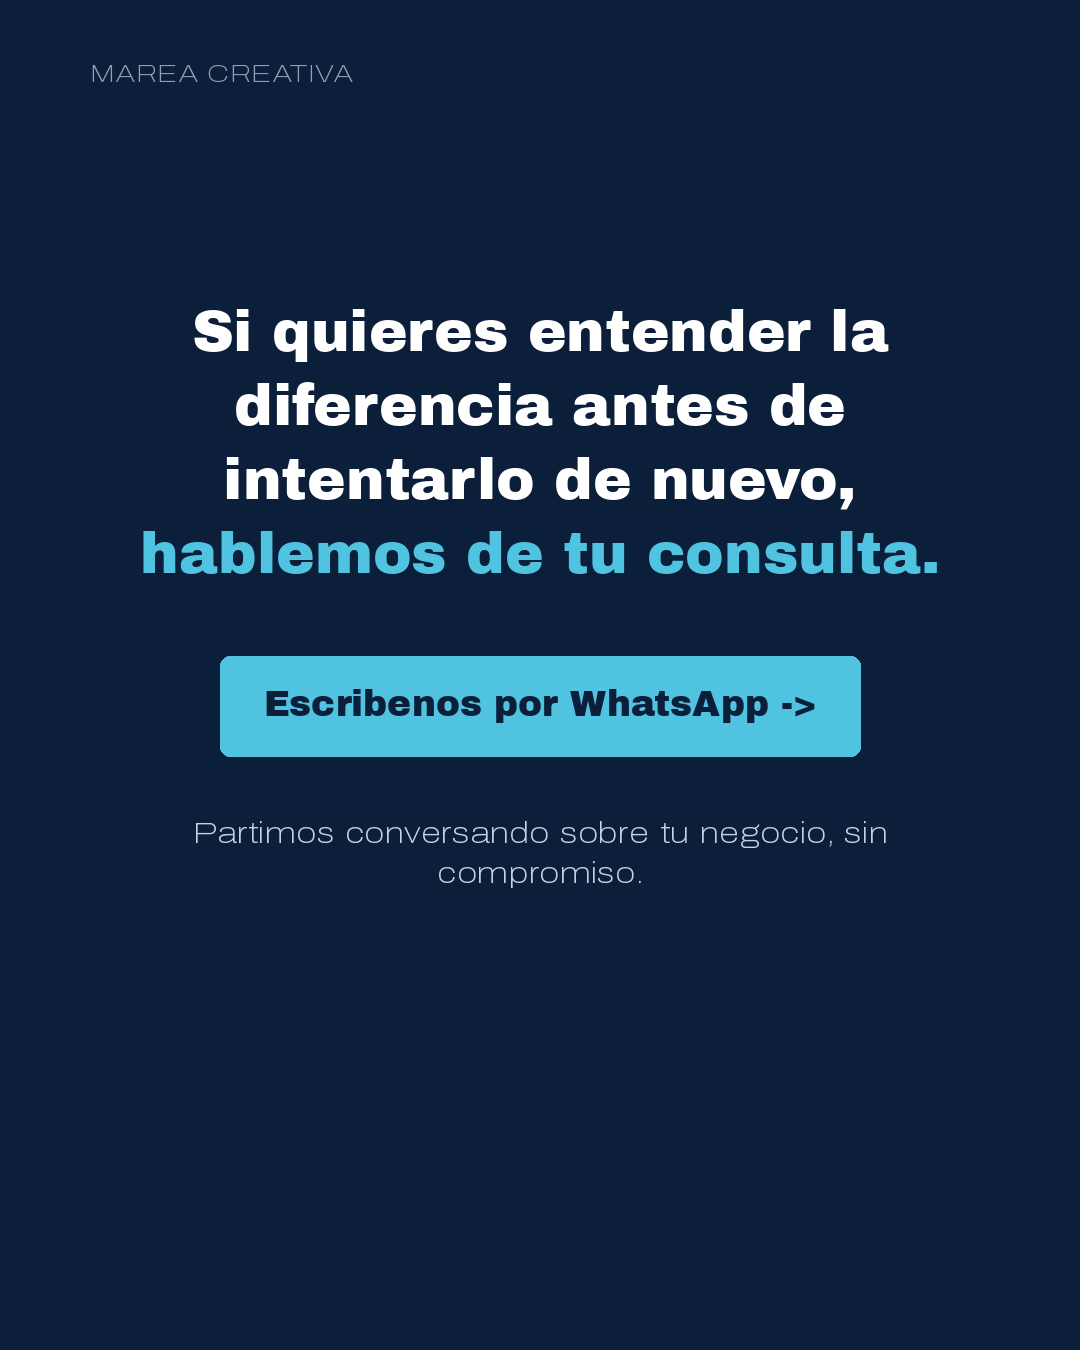 MAREA CREATIVA
Si quieres entender la
diferencia antes de
intentarlo de nuevo,
hablemos de tu consulta.
Escribenos por WhatsApp ->
Partimos conversando sobre tu negocio, sin
compromiso.